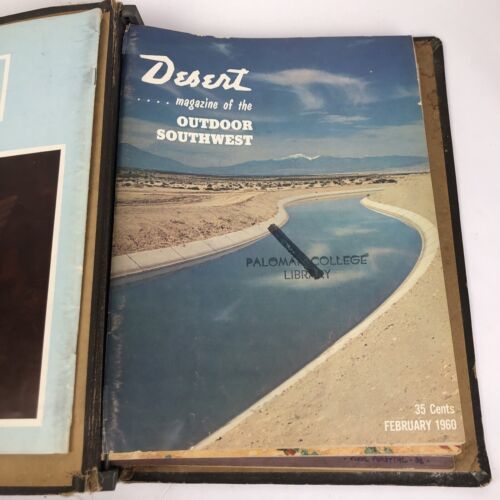 Desert
.... magazine of the
OUTDOOR
SOUTHWEST
PALOMAR COLLEGE
LIBRARY
35 Cents
FEBRUARY 1960